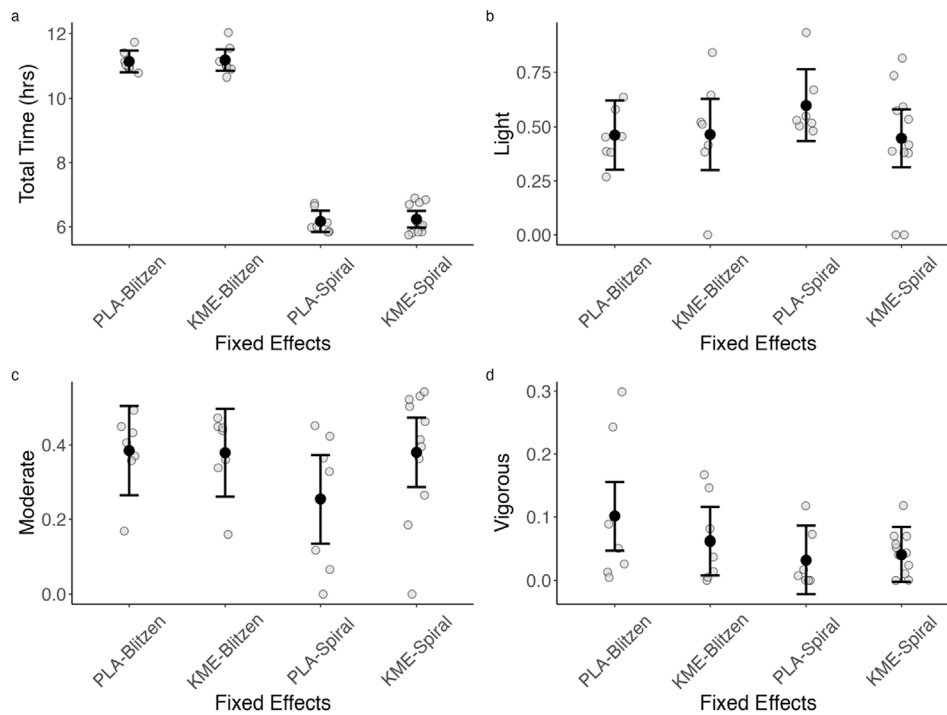 a
Total Time (hrs)
12
10
8
6
PLA-Blitzen
KME-Blitzen
PLA-Spiral
KME-Spiral
Fixed Effects
b
Light
0.75
0.50
0.25
0.00
PLA-Blitzen
KME-Blitzen
PLA-Spiral
KME-Spiral
Fixed Effects
c
Moderate
0.4
0.2
0.0
PLA-Blitzen
KME-Blitzen
PLA-Spiral
KME-Spiral
Fixed Effects
d
Vigorous
0.3
0.2
0.1
0.0
PLA-Blitzen
KME-Blitzen
PLA-Spiral
KME-Spiral
Fixed Effects